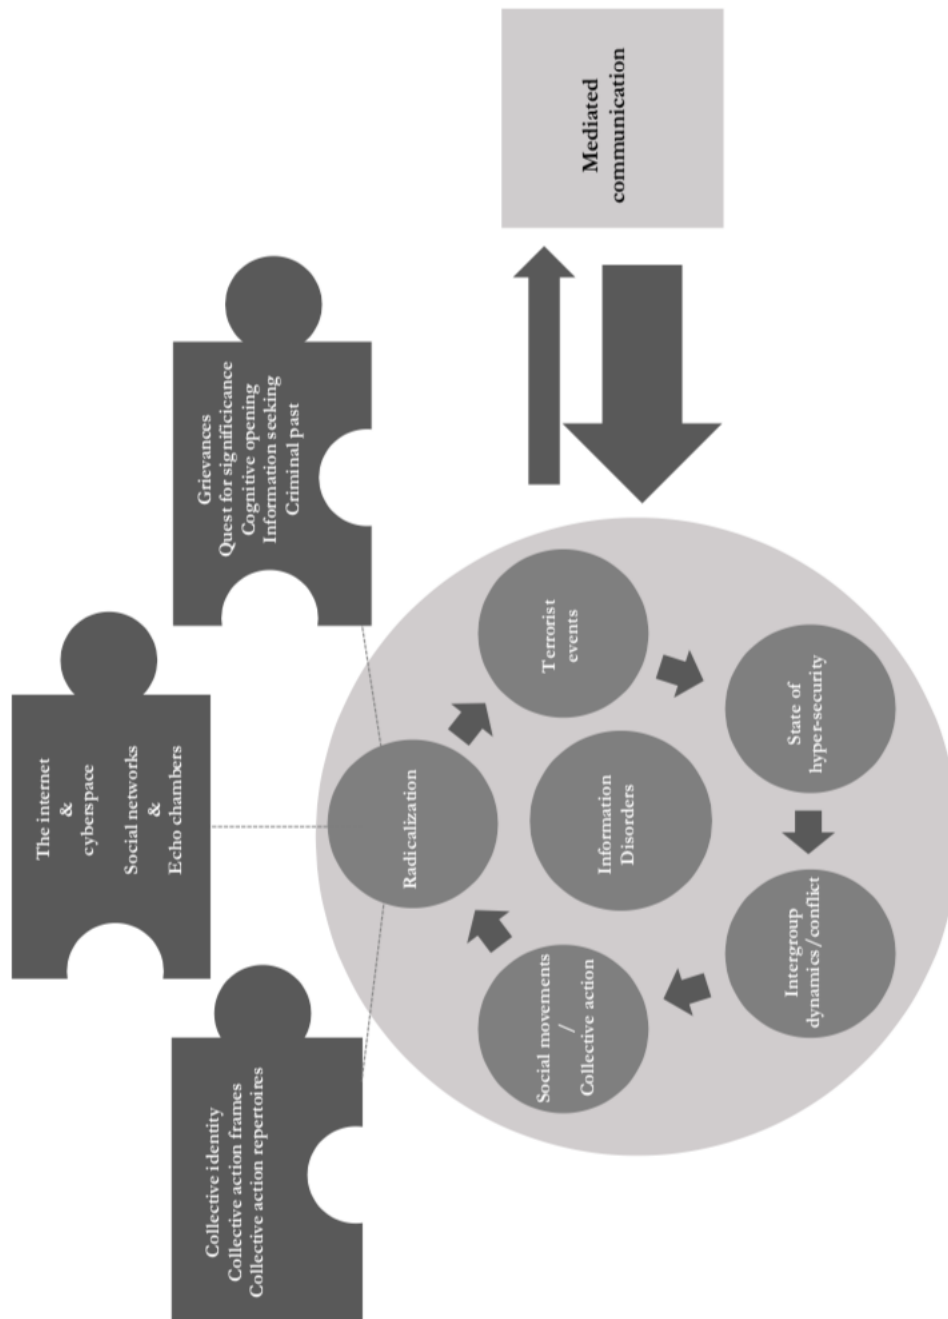 Collective identity
Collective action frames
Collective action repertoires
The internet
&
cyberspace
Social networks
&
Echo chambers
Grievances
Quest for significicance
Cognitive opening
Information seeking
Criminal past
Radicalization
Social movements
/
Collective action
Terrorist
events
Information
Disorders
Intergroup
dynamics/conflict
State of
hyper-security
Mediated
communication